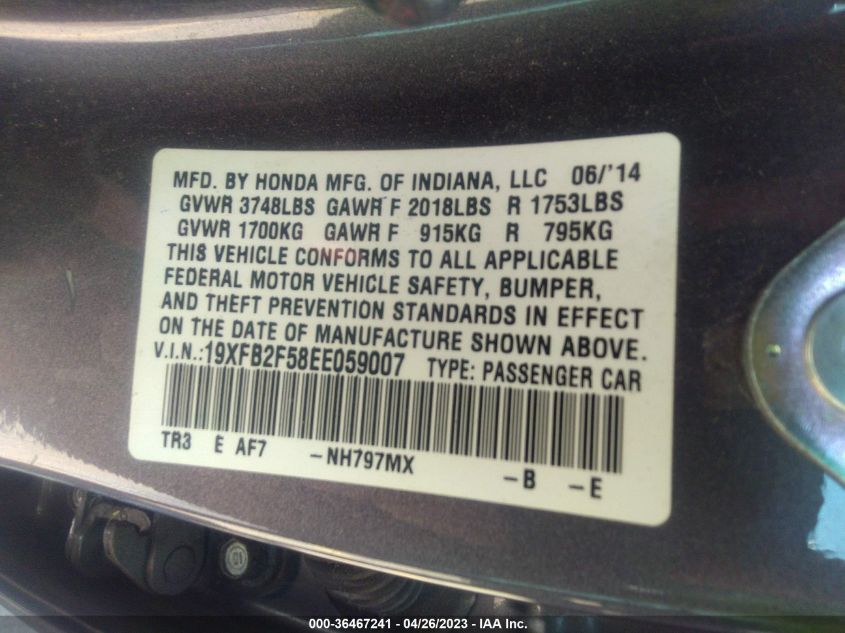 MFD. BY HONDA MFG. OF INDIANA, LLC 06/'14
GVWR 3748LBS GAWR F 2018LBS R 1753LBS
GVWR 1700KG GAWR F 915KG R 795KG
THIS VEHICLE CONFORMS TO ALL APPLICABLE
FEDERAL MOTOR VEHICLE SAFETY, BUMPER,
AND THEFT PREVENTION STANDARDS IN EFFECT
ON THE DATE OF MANUFACTURE SHOWN ABOVE.
V.I.N.:19XFB2F58EE059007 TYPE: PASSENGER CAR
TR3 E AF7 -NH797MX -B -E
000-36467241 | 04/26/2023 | IAA Inc.